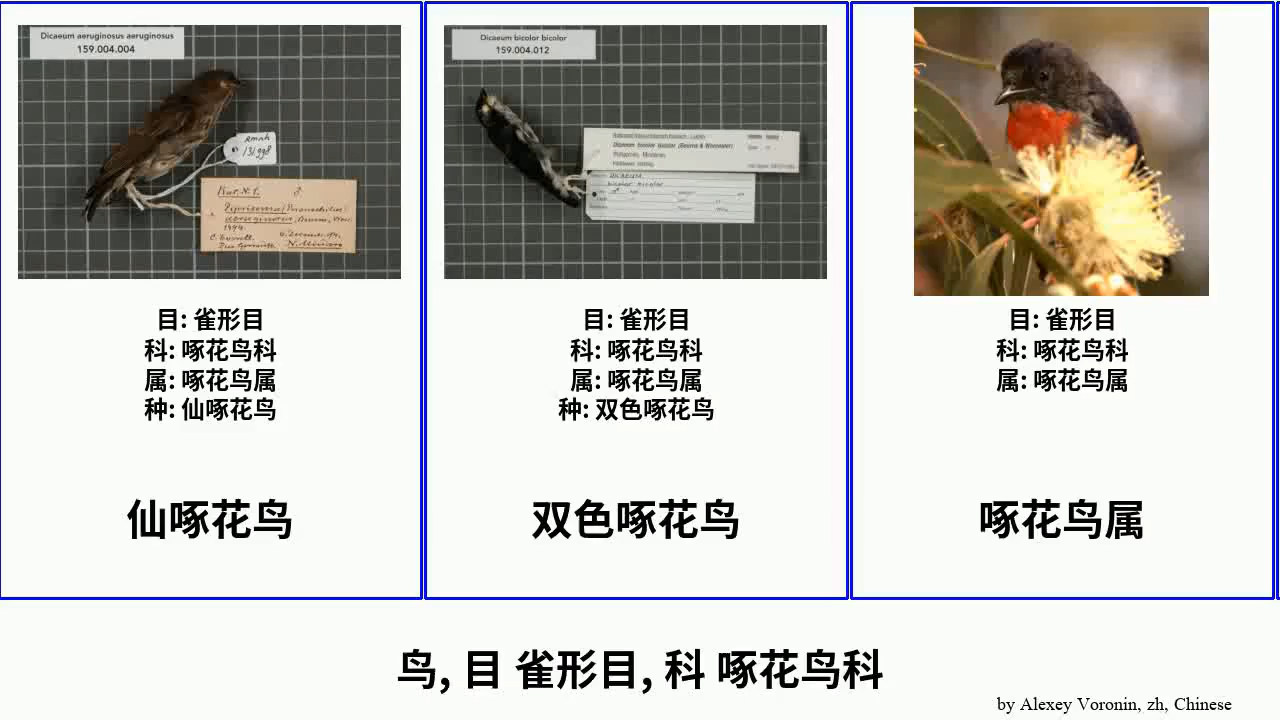 Dicaeum aeruginosus aeruginosus
159.004.004
Dicaeum bicolor bicolor
159.004.012
目: 雀形目
科: 啄花鸟科
属: 啄花鸟属
种: 仙啄花鸟
仙啄花鸟
目: 雀形目
科: 啄花鸟科
属: 啄花鸟属
种: 双色啄花鸟
双色啄花鸟
目: 雀形目
科: 啄花鸟科
属: 啄花鸟属
啄花鸟属
鸟, 目 雀形目, 科 啄花鸟科
by Alexey Voronin, zh, Chinese